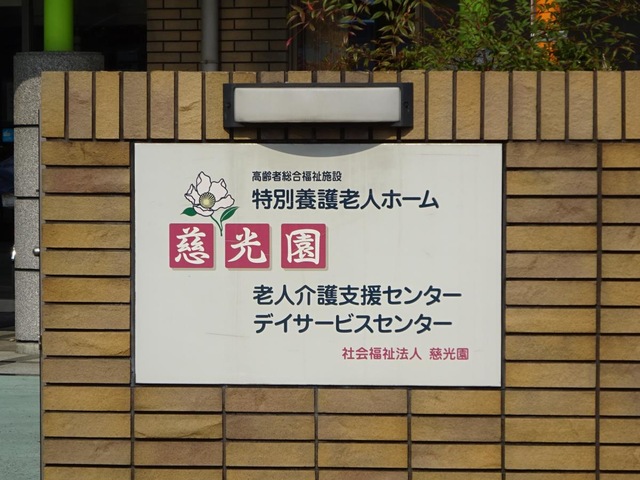 高齢者総合福祉施設
特別養護老人ホーム
慈光園
老人介護支援センター
デイサービスセンター
社会福祉法人 慈光園